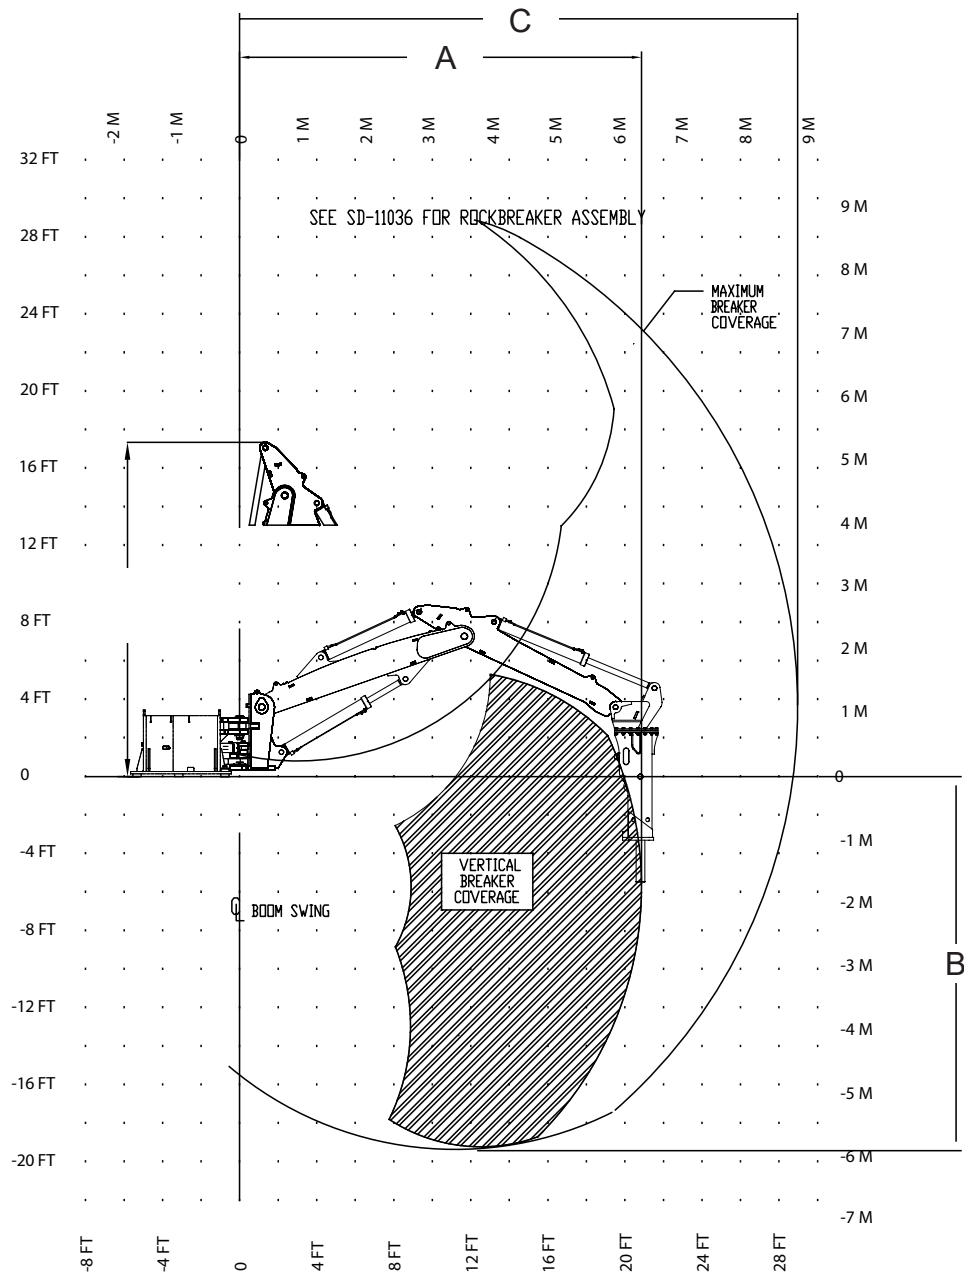 C
A
-2 M
-1 M
0
1 M
2 M
3 M
4 M
5 M
6 M
7 M
8 M
9 M
32 FT
28 FT
24 FT
20 FT
16 FT
12 FT
8 FT
4 FT
0
-4 FT
-8 FT
-12 FT
-16 FT
-20 FT
SEE SD-11036 FOR ROCKBREAKER ASSEMBLY
MAXIMUM
BREAKER
COVERAGE
VERTICAL
BREAKER
COVERAGE
℄ BOOM SWING
9 M
8 M
7 M
6 M
5 M
4 M
3 M
2 M
1 M
0
-1 M
-2 M
-3 M
-4 M
-5 M
-6 M
-7 M
B
-8 FT
-4 FT
0
4 FT
8 FT
12 FT
16 FT
20 FT
24 FT
28 FT